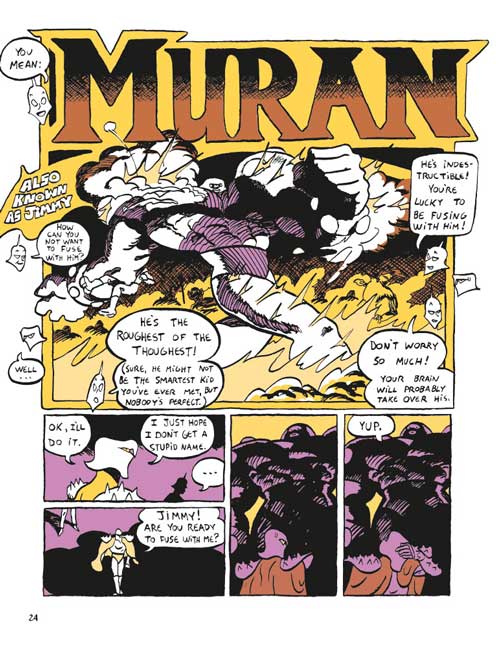 YOU
MEAN:
MURAN
ALSO
KNOWN
AS JIMMY
HOW
CAN YOU
NOT WANT
TO FUSE
WITH HIM?
HE'S INDES-
TRUCTIBLE!
YOU'RE
LUCKY TO
BE FUSING
WITH HIM!
WELL
...
HE'S THE
ROUGHEST OF THE
THOUGHEST!
(SURE, HE MIGHT NOT
BE THE SMARTEST KID
YOU'VE EVER MET, BUT
NOBODY'S PERFECT.)
DON'T WORRY
SO MUCH!
YOUR BRAIN
WILL PROBABLY
TAKE OVER HIS.
OK, I'LL
DO IT.
I JUST HOPE
I DON'T GET A
STUPID NAME.
...
JIMMY!
ARE YOU READY
TO FUSE WITH ME?
YUP.
24